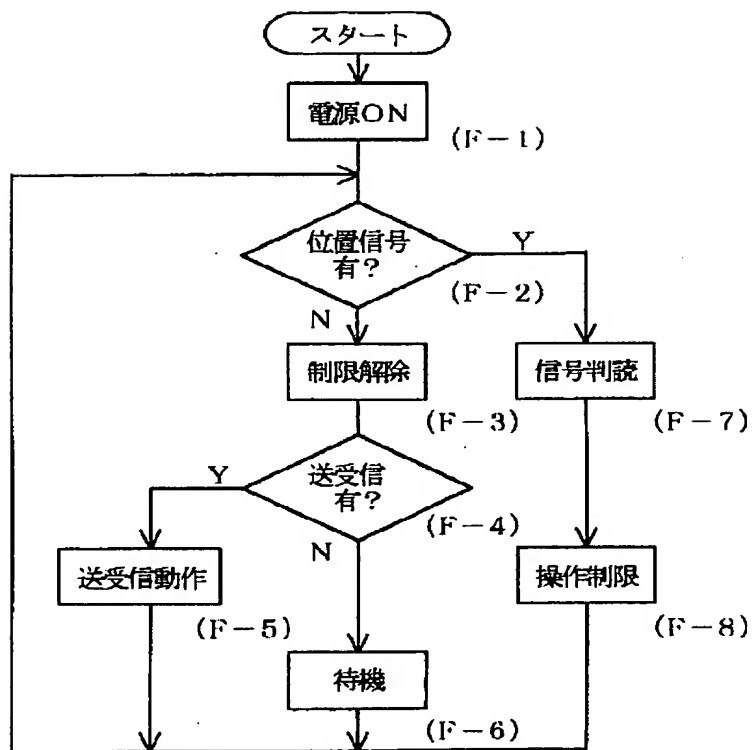 スタート
電源ON
(F-1)
位置信号
有?
Y
(F-2)
N
制限解除
信号判読
(F-3)
(F-7)
送受信
有?
Y
(F-4)
N
送受信動作
操作制限
(F-5)
(F-8)
待機
(F-6)